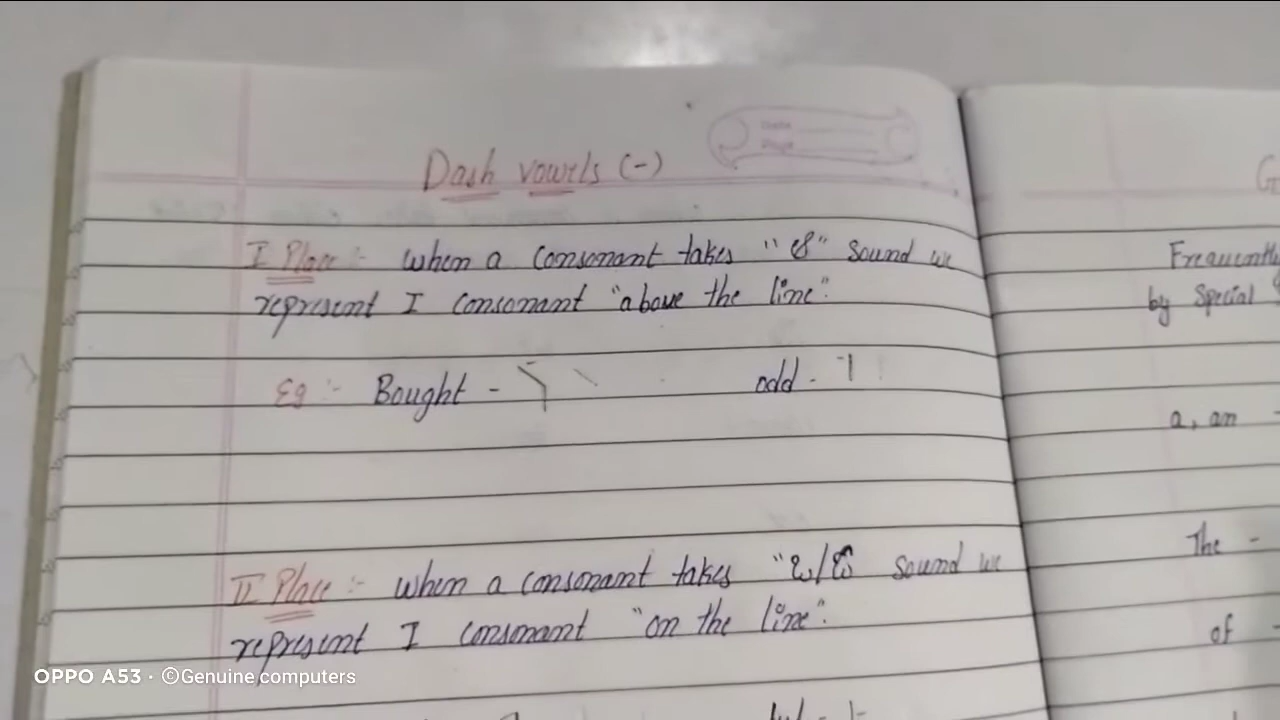 Dash vowels (-)
I Place :- when a consonant takes " " sound we
represent I consonant "above the line".
Eg :- Bought -
odd -
II Place :- when a consonant takes " / sound we
represent I consonant "on the line".
Frequently
by Special
a, an -
The -
of -
OPPO A53 · ©Genuine computers